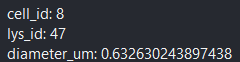 cell_id: 8
lys_id: 47
diameter_um: 0.632630243897438